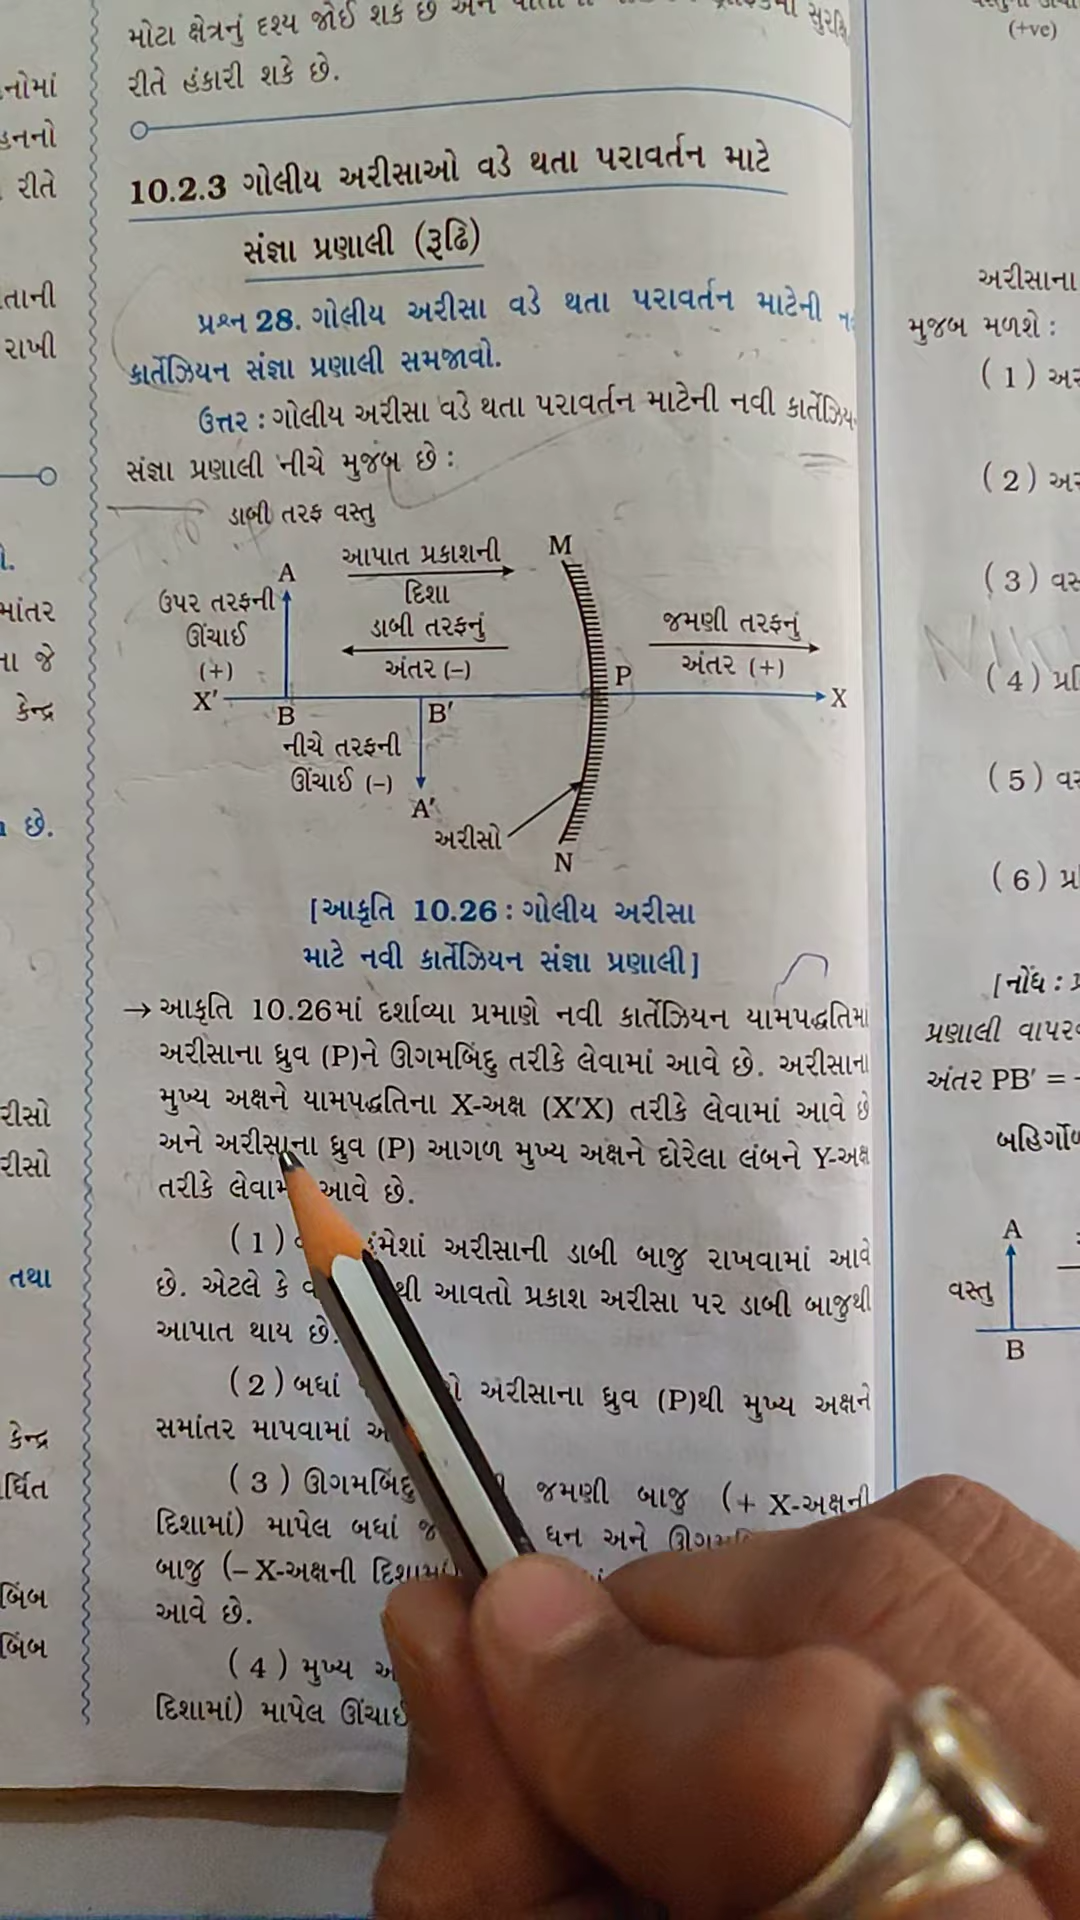 મોટા ક્ષેત્રનું દશ્ય જોઈ શકે છે અને
રીતે હંકારી શકે છે.
10.2.3 ગોલીય અરીસાઓ વડે થતા પરાવર્તન માટે
સંજ્ઞા પ્રણાલી (રૂઢિ)
પ્રશ્ન 28. ગોલીય અરીસા વડે થતા પરાવર્તન માટેની
કાર્તેઝિયન સંજ્ઞા પ્રણાલી સમજાવો.
ઉત્તર : ગોલીય અરીસા વડે થતા પરાવર્તન માટેની નવી
સંજ્ઞા પ્રણાલી નીચે મુજબ છે :
ડાબી તરફ વસ્તુ
આપાત પ્રકાશની
દિશા
M
A
ઉપર તરફની
ઊંચાઈ
(+)
ડાબી તરફનું
અંતર (–)
જમણી તરફનું
અંતર (+)
P
X′
B
B′
X
નીચે તરફની
ઊંચાઈ (–)
A′
અરીસો
N
[આકૃતિ 10.26 : ગોલીય અરીસા
માટે નવી કાર્તેઝિયન સંજ્ઞા પ્રણાલી]
→ આકૃતિ 10.26માં દર્શાવ્યા પ્રમાણે નવી કાર્તેઝિયન યામપદ્ધતિમાં
અરીસાના ધ્રુવ (P)ને ઊગમબિંદુ તરીકે લેવામાં આવે છે. અરીસાના
મુખ્ય અક્ષને યામપદ્ધતિના X-અક્ષ (X′X) તરીકે લેવામાં આવે છે
અને અરીસાના ધ્રુવ (P) આગળ મુખ્ય અક્ષને દોરેલા લંબને Y-અક્ષ
તરીકે આવે છે.
(1) હંમેશાં અરીસાની ડાબી બાજુ રાખવામાં આવે
છે. એટલે કે આવતો પ્રકાશ અરીસા પર ડાબી બાજુથી
આપાત થાય છે.
(2) બધાં અરીસાના ધ્રુવ (P)થી મુખ્ય અક્ષને
સમાંતર માપવામાં
(3) ઊગમબિંદુ જમણી બાજુ (+ X-અક્ષની
દિશામાં) માપેલ બધાં ધન અને
બાજુ (– X-અક્ષની દિશામાં)
આવે છે.
(4) મુખ્ય
દિશામાં) માપેલ
રીતે
કેન્દ્ર
છે.
તથા
કેન્દ્ર
(+ve)
અરીસાના
મુજબ મળશે :
(1)
(2)
(3)
(4)
(5)
(6)
[નોંધ :
પ્રણાલી
અંતર PB′ =
A
વસ્તુ
B